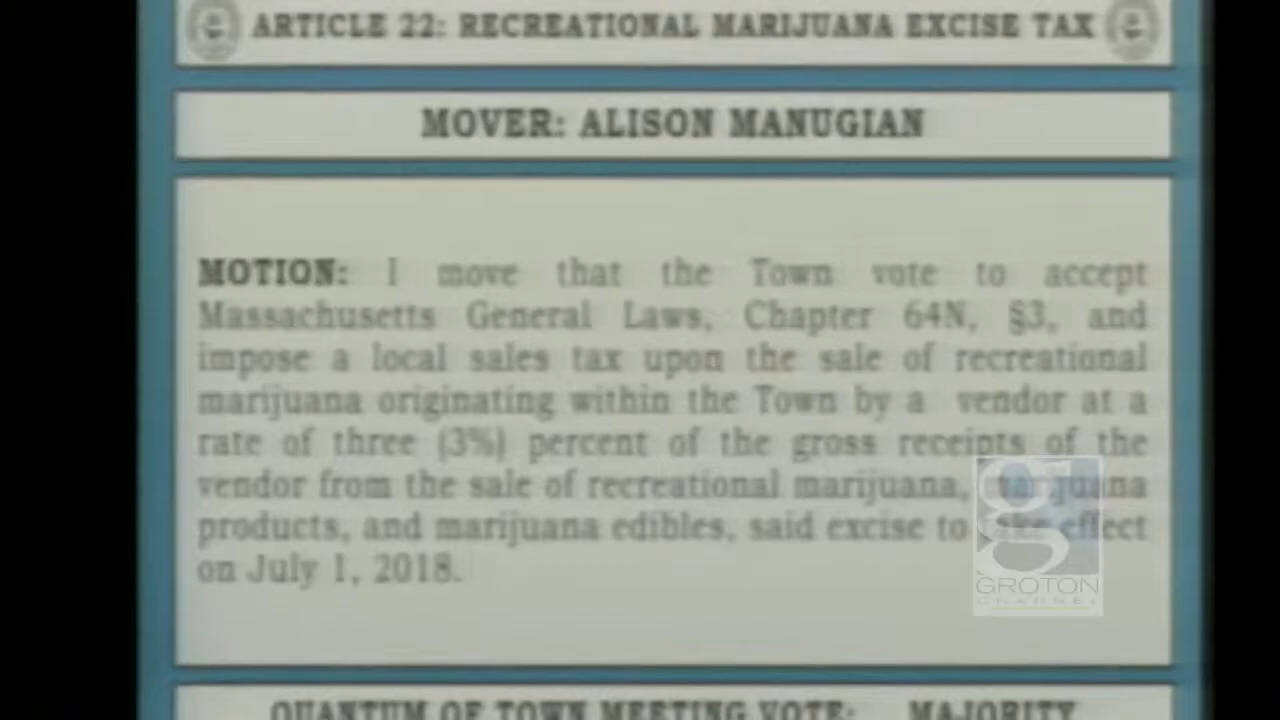 ARTICLE 22: RECREATIONAL MARIJUANA EXCISE TAX
MOVER: ALISON MANUGIAN
MOTION: I move that the Town vote to accept
Massachusetts General Laws, Chapter 64N, §3, and
impose a local sales tax upon the sale of recreational
marijuana originating within the Town by a vendor at a
rate of three (3%) percent of the gross receipts of the
vendor from the sale of recreational marijuana, marijuana
products, and marijuana edibles, said excise to take effect
on July 1, 2018.
g
GROTON
CHANNEL
QUANTUM OF TOWN MEETING VOTE: MAJORITY